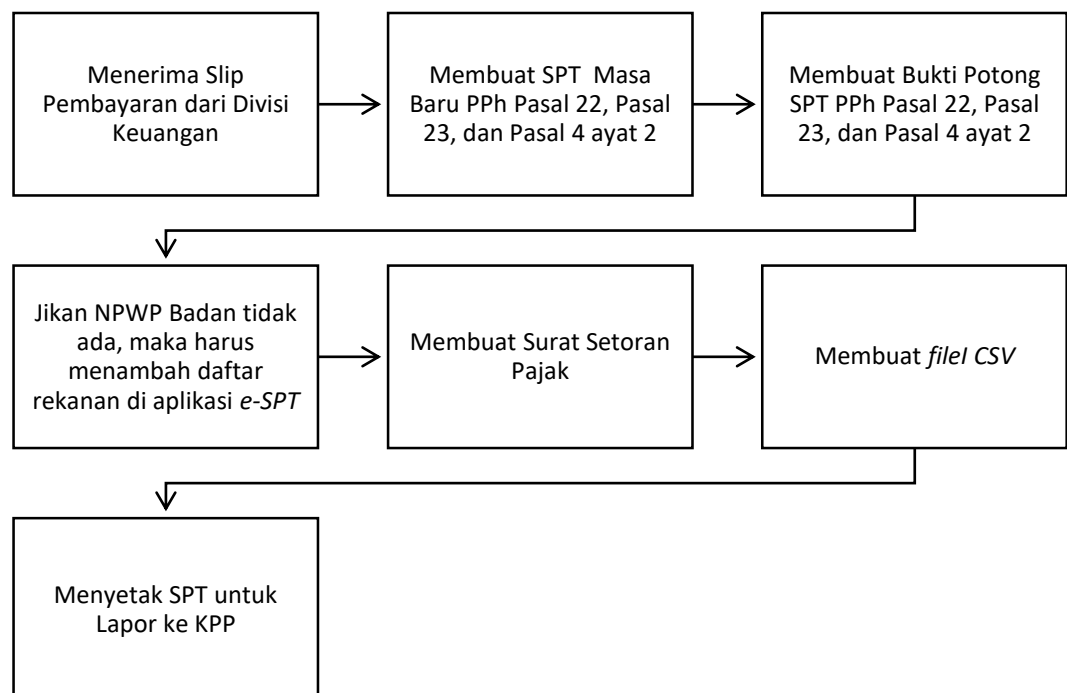 Menerima Slip
Pembayaran dari Divisi
Keuangan
Membuat SPT Masa
Baru PPh Pasal 22, Pasal
23, dan Pasal 4 ayat 2
Membuat Bukti Potong
SPT PPh Pasal 22, Pasal
23, dan Pasal 4 ayat 2
Jikan NPWP Badan tidak
ada, maka harus
menambah daftar
rekanan di aplikasi e-SPT
Membuat Surat Setoran
Pajak
Membuat fileI CSV
Menyetak SPT untuk
Lapor ke KPP